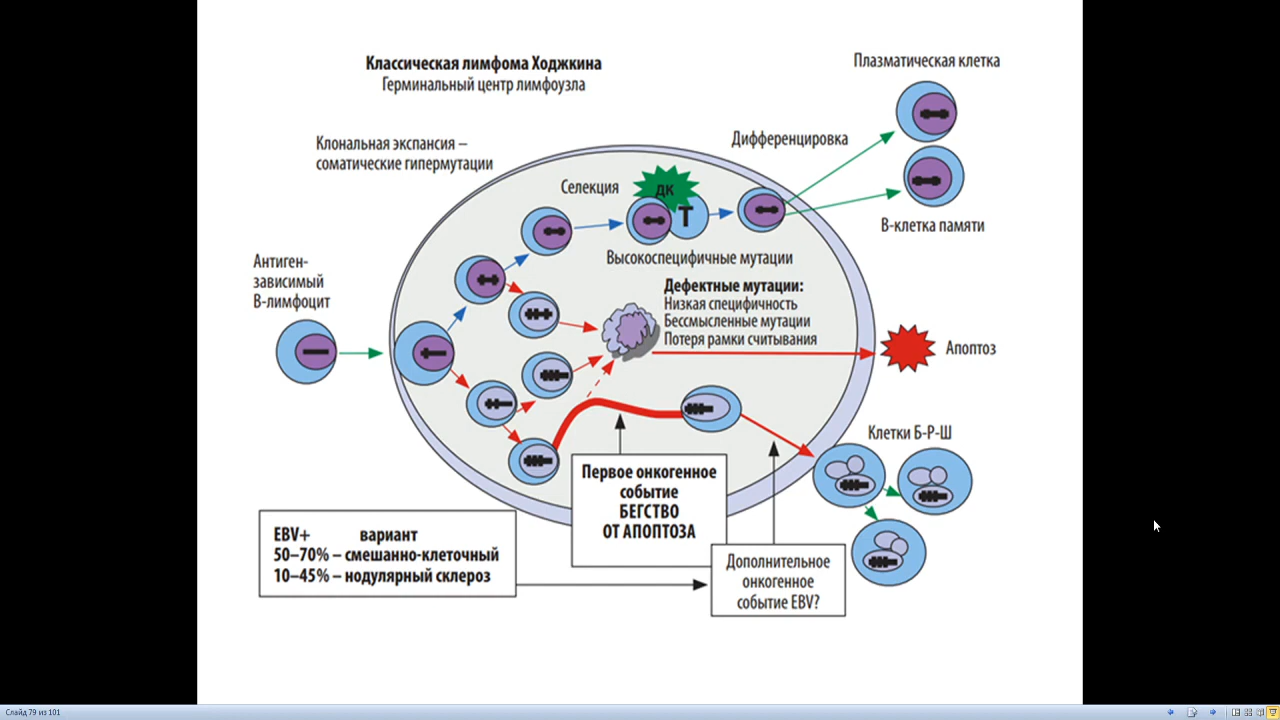 Классическая лимфома Ходжкина
Герминальный центр лимфоузла
Плазматическая клетка
Клональная экспансия –
соматические гипермутации
Дифференцировка
Селекция
ДК
Т
В-клетка памяти
Высокоспецифичные мутации
Антиген-
зависимый
В-лимфоцит
Дефектные мутации:
Низкая специфичность
Бессмысленные мутации
Потеря рамки считывания
Апоптоз
Клетки Б-Р-Ш
Первое онкогенное
событие
БЕГСТВО
ОТ АПОПТОЗА
EBV+ вариант
50–70% – смешанно-клеточный
10–45% – нодулярный склероз
Дополнительное
онкогенное
событие EBV?
Слайд 79 из 101